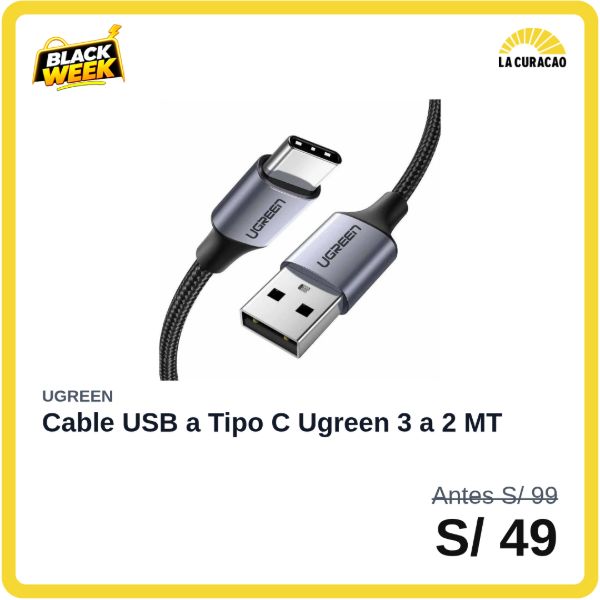 BLACK
WEEK
LA CURACAO
UGREEN
UGREEN
UGREEN
Cable USB a Tipo C Ugreen 3 a 2 MT
Antes S/ 99
S/ 49